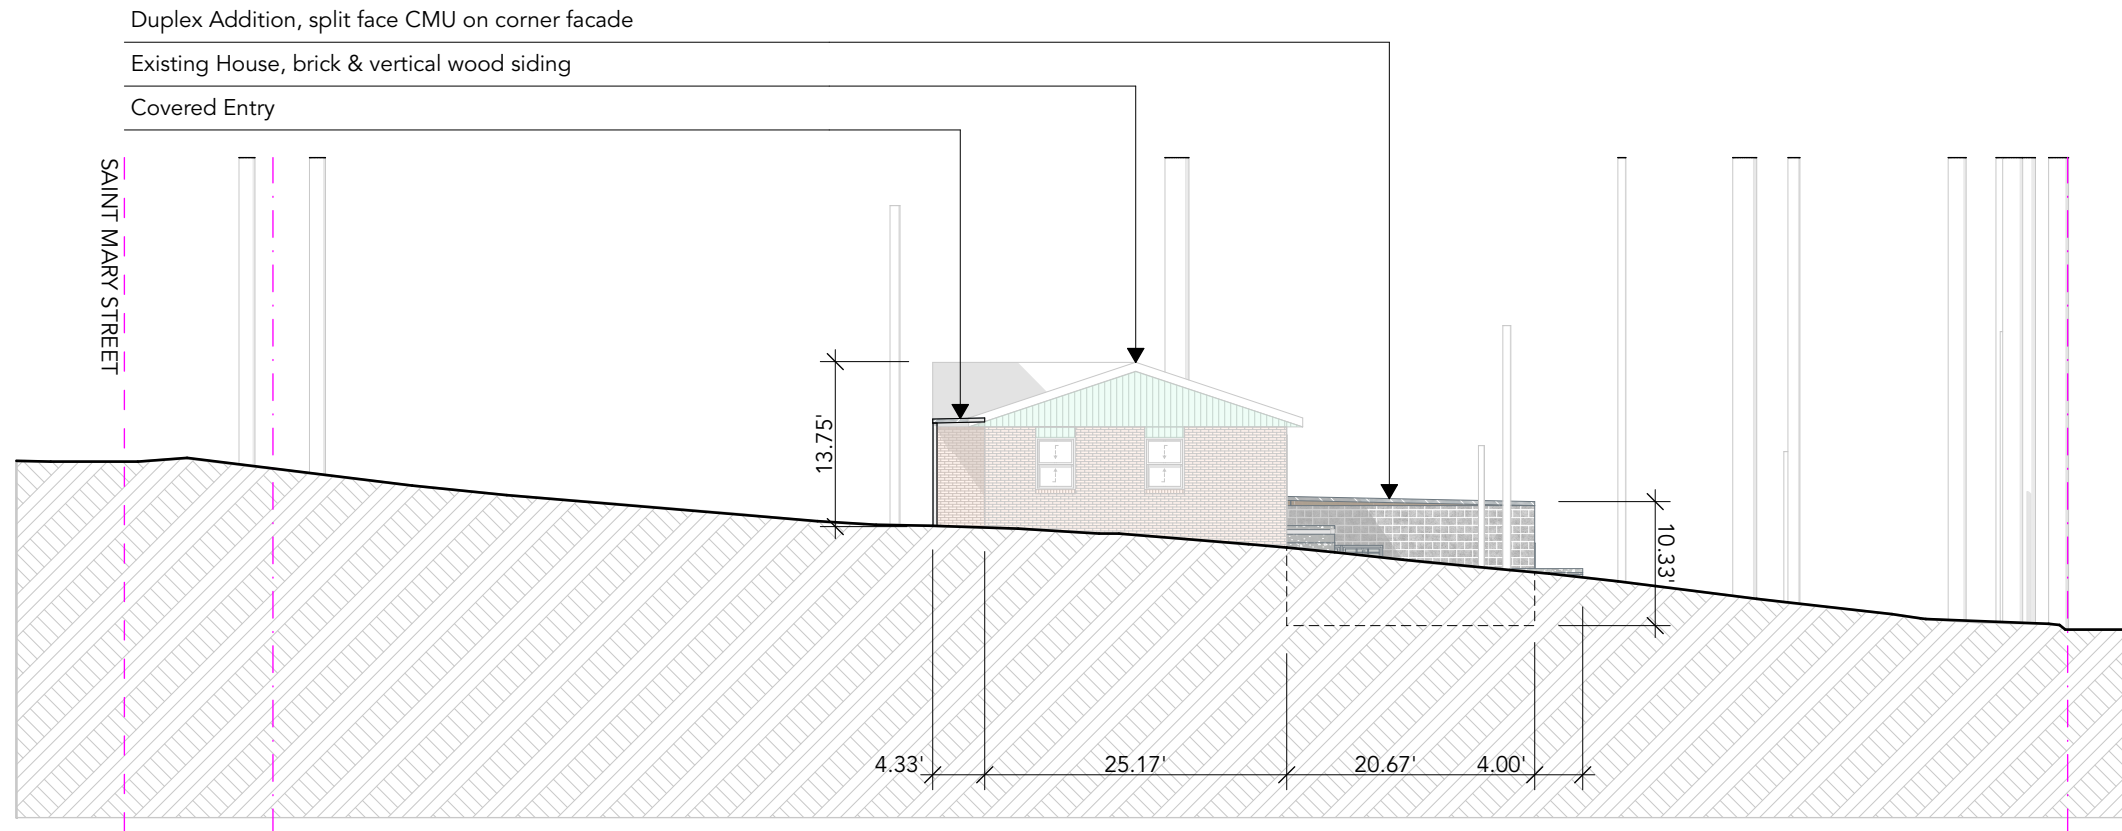 Duplex Addition, split face CMU on corner facade
Existing House, brick & vertical wood siding
Covered Entry
SAINT MARY STREET
13.75'
10.33'
4.33'
25.17'
20.67'
4.00'